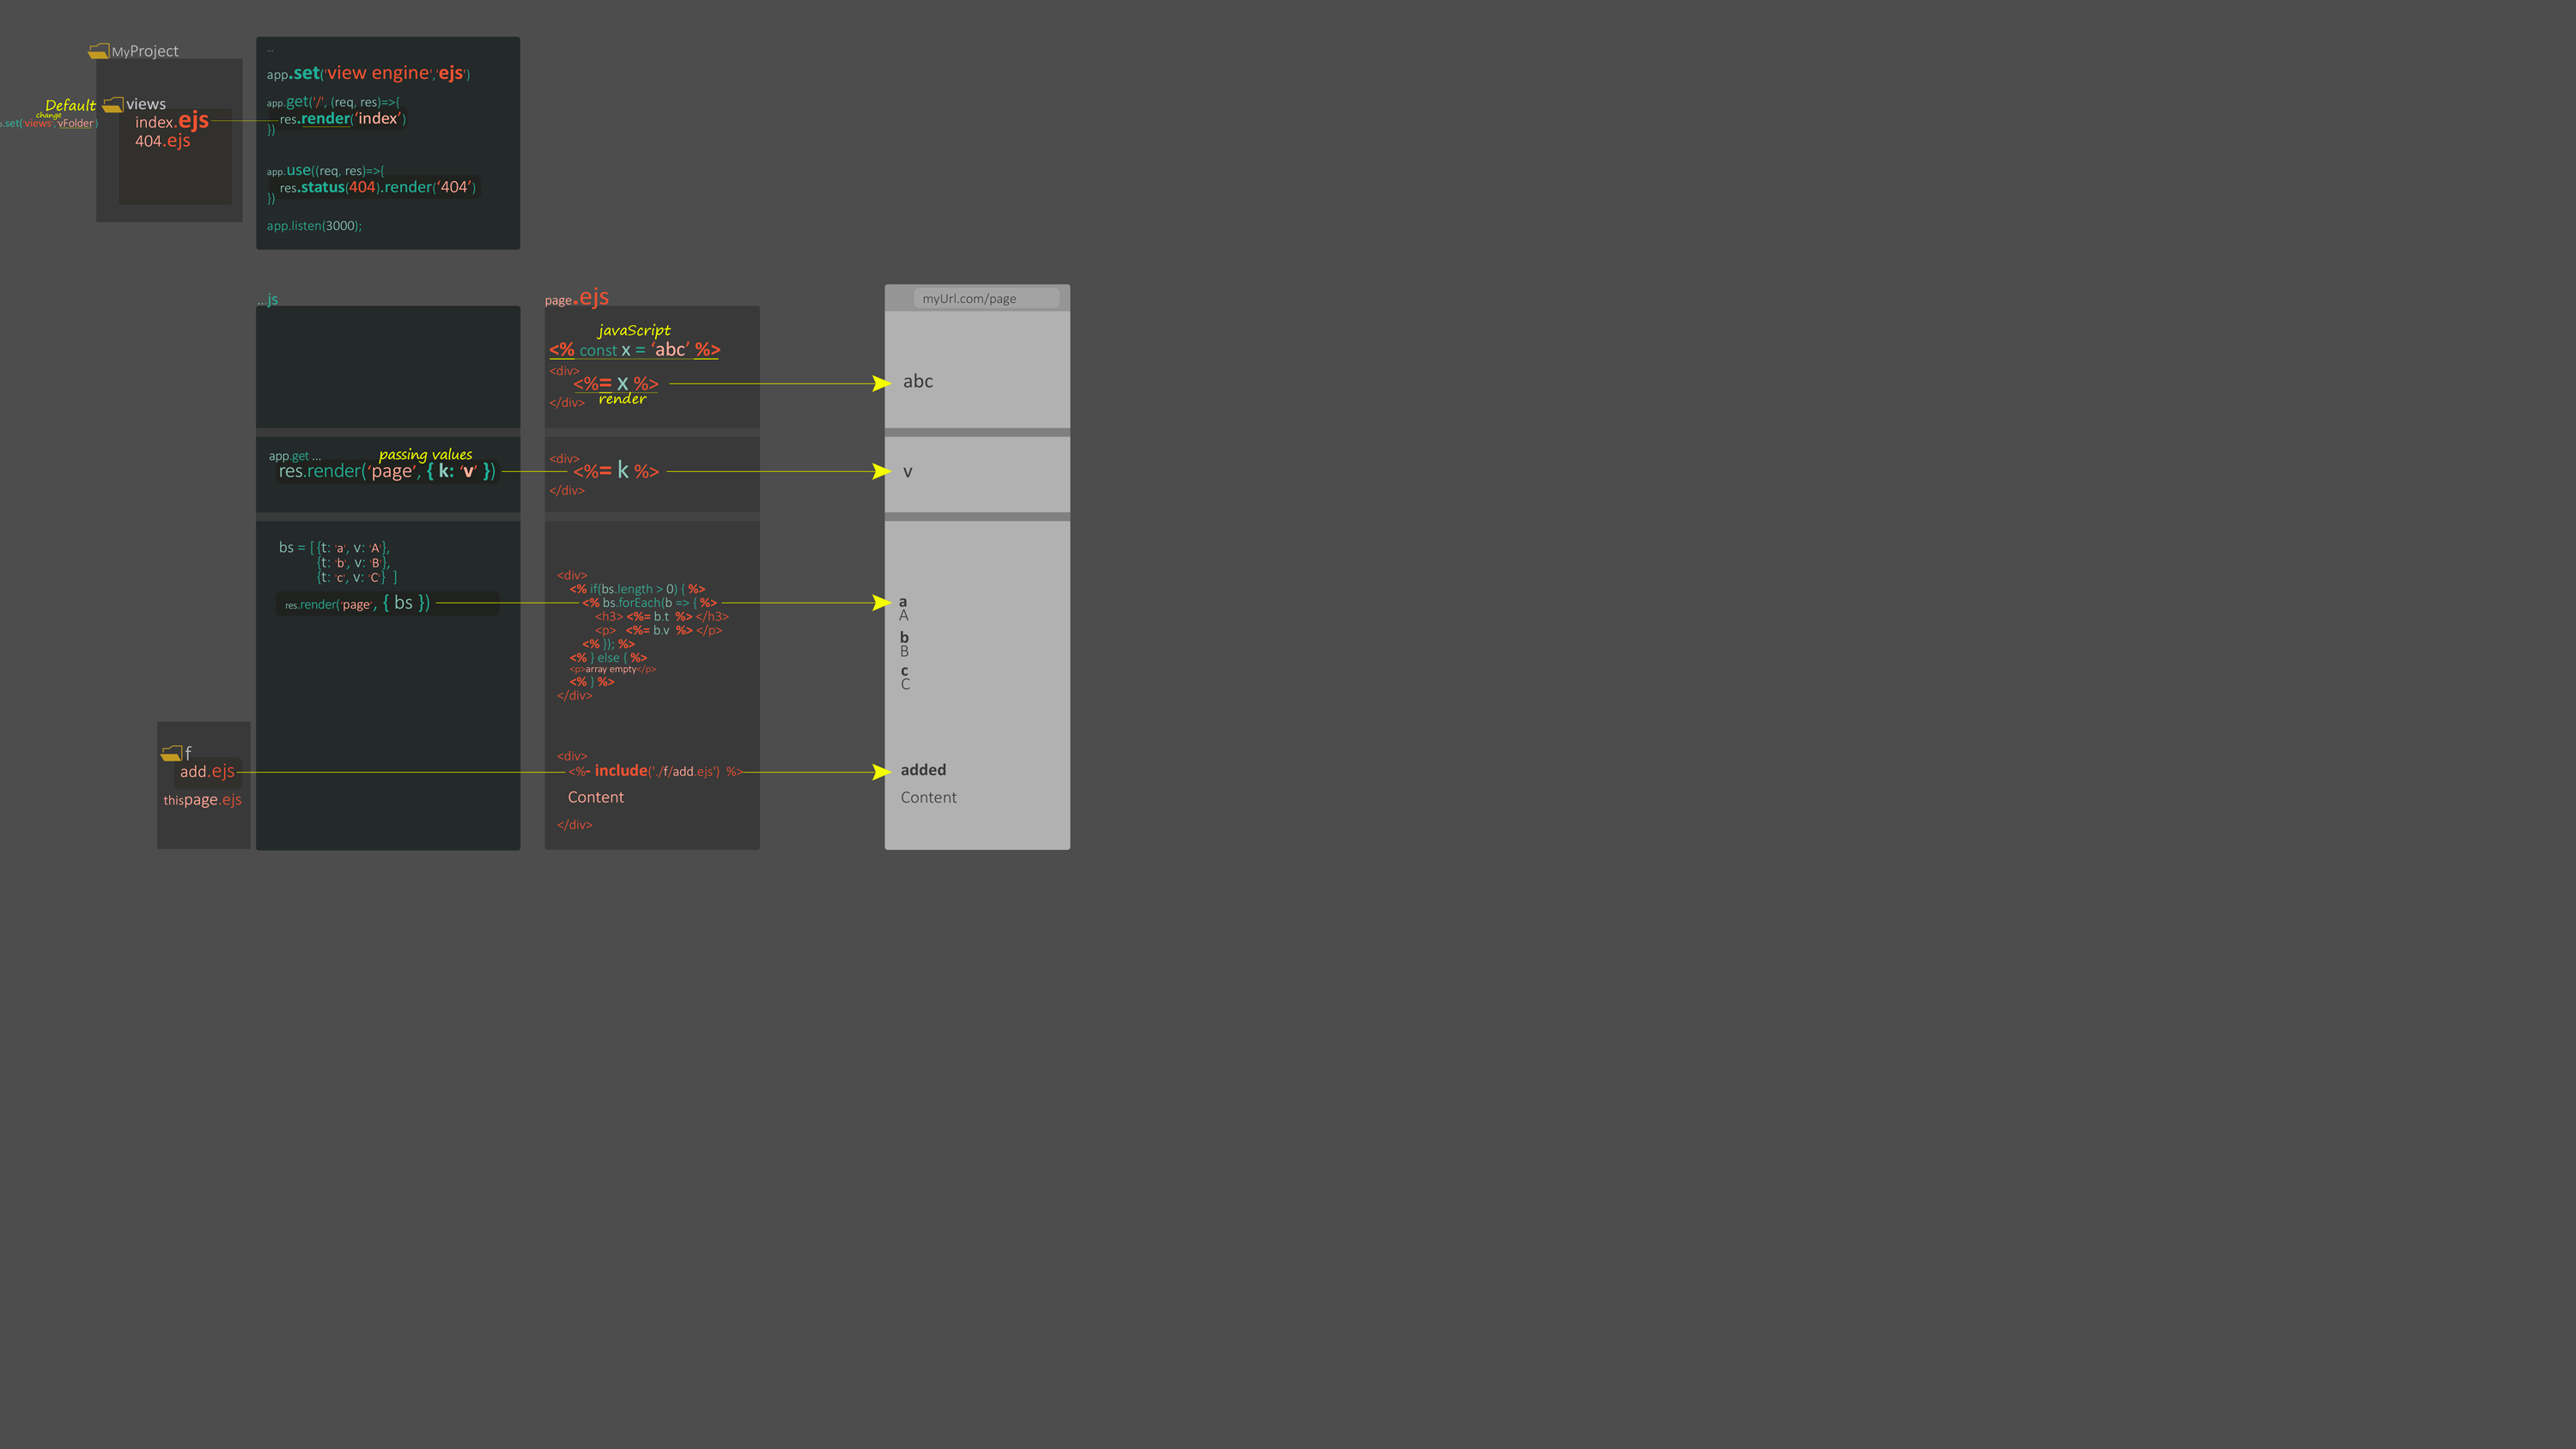 MyProject
Default
views
change
.set('views','vFolder')
index.ejs
404.ejs
...
app.set('view engine','ejs')
app.get('/', (req, res)=>{
res.render(‘index’)
})
app.use((req, res)=>{
res.status(404).render(‘404’)
})
app.listen(3000);
...js
app.get ...
passing values
res.render(‘page’, { k: ‘v’ })
bs = [ {t: 'a', v: 'A'},
{t: 'b', v: 'B'},
{t: 'c', v: 'C'} ]
res.render(‘page’, { bs })
page.ejs
javaScript
<% const x = ‘abc’ %>
<div>
<%= x %>
render
</div>
<div>
<%= k %>
</div>
<div>
<% if(bs.length > 0) { %>
<% bs.forEach(b => { %>
<h3> <%= b.t %> </h3>
<p> <%= b.v %> </p>
<% }); %>
<% } else { %>
<p>array empty</p>
<% } %>
</div>
<div>
<%- include('./f/add.ejs') %>
Content
</div>
f
add.ejs
thispage.ejs
myUrl.com/page
abc
v
a
A
b
B
c
C
added
Content